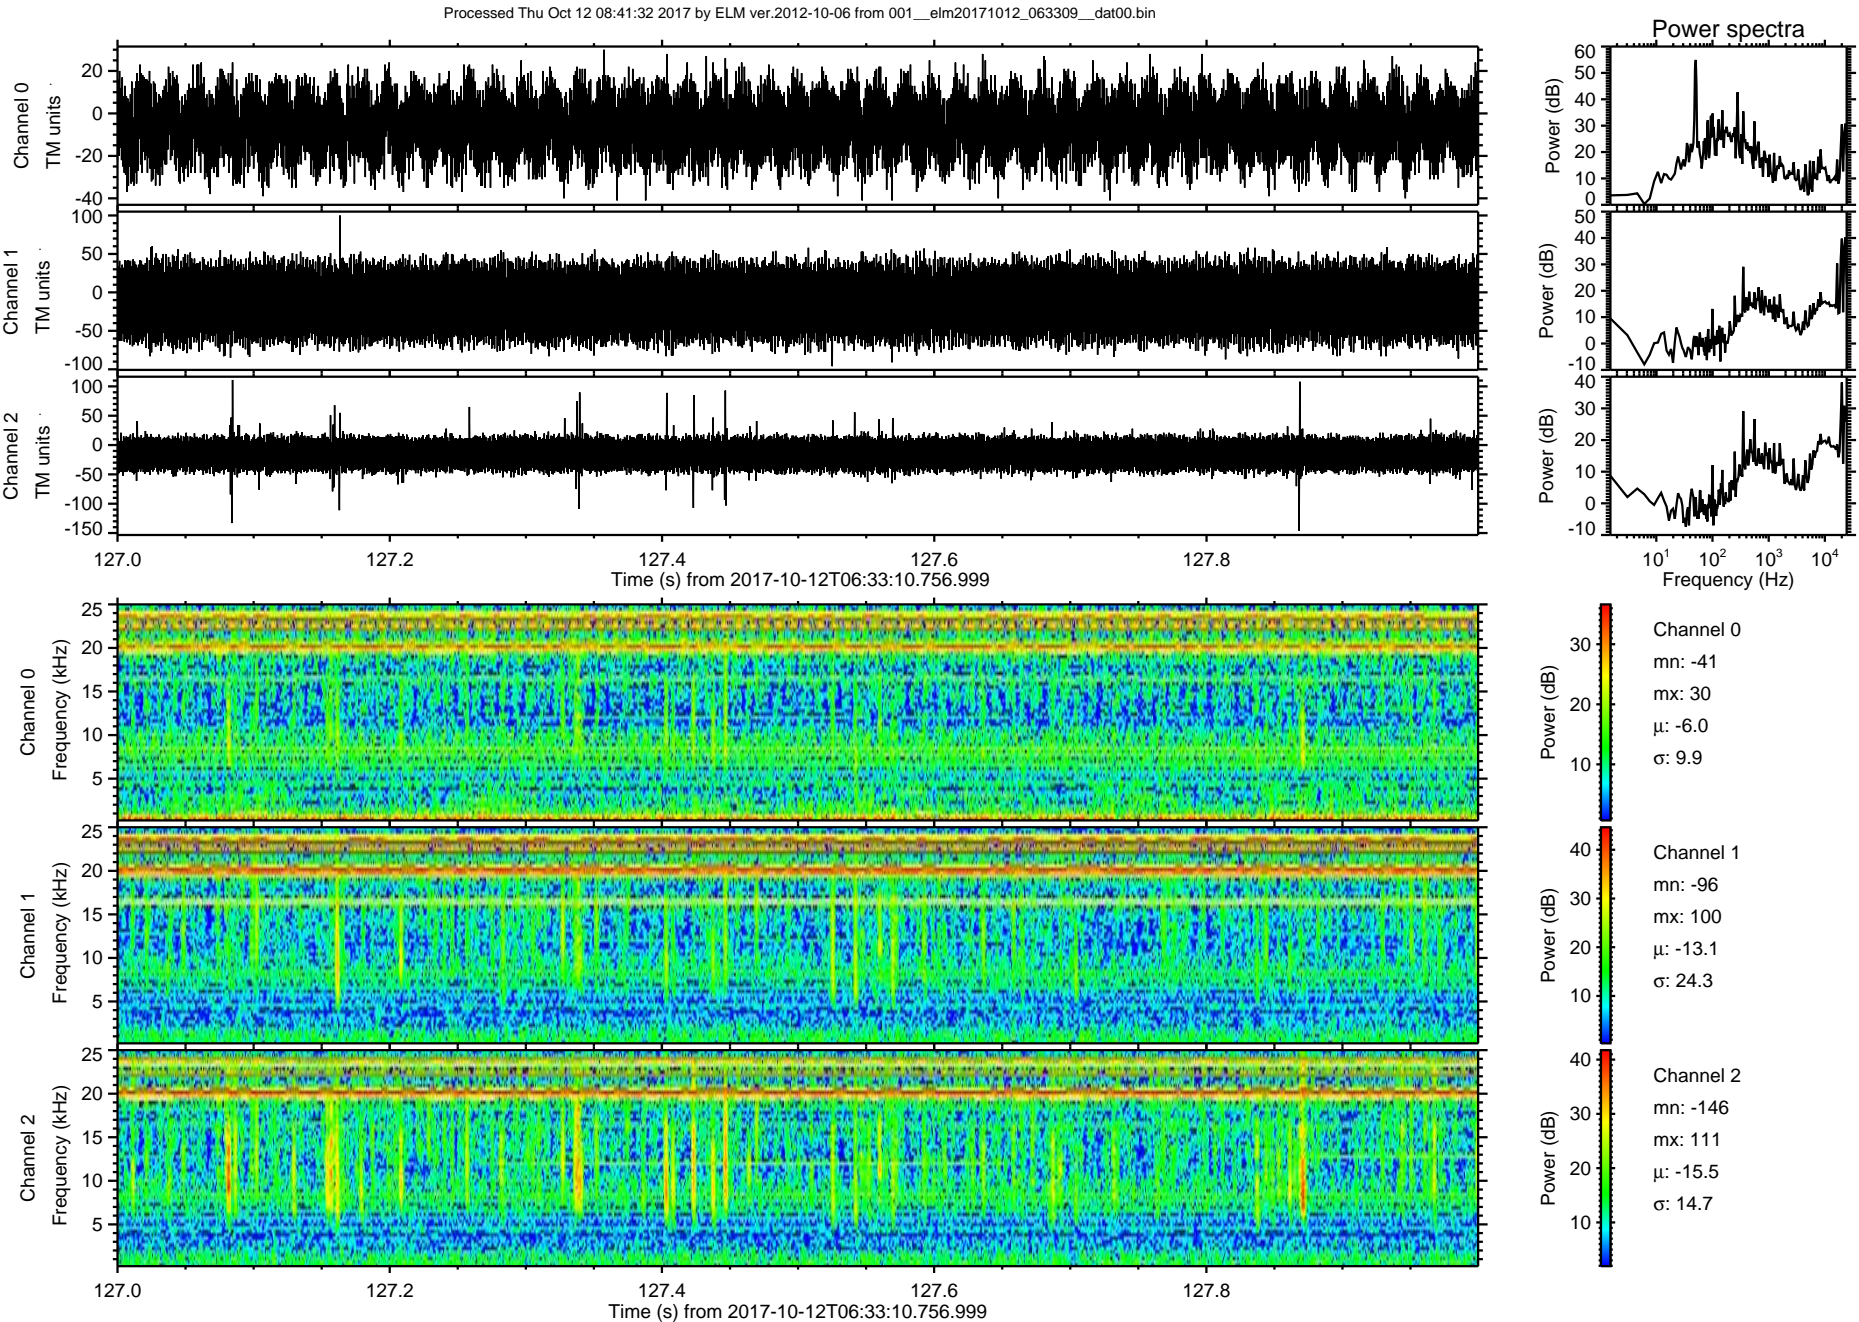 Processed Thu Oct 12 08:41:32 2017 by ELM ver.2012-10-06 from 001__elm20171012_063309__dat00.bin
Power spectra
Channel 0
TM units
20
0
-20
-40
Power (dB)
60
50
40
30
20
10
0
Channel 1
TM units
100
50
0
-50
-100
Power (dB)
50
40
30
20
10
0
-10
Channel 2
TM units
100
50
0
-50
-100
-150
Power (dB)
40
30
20
10
0
-10
127.0 127.2 127.4 127.6 127.8
Time (s) from 2017-10-12T06:33:10.756.999
10¹ 10² 10³ 10⁴
Frequency (Hz)
Channel 0
Frequency (kHz)
25
20
15
10
5
Power (dB)
30
20
10
Channel 0
mn: -41
mx: 30
µ: -6.0
σ: 9.9
Channel 1
Frequency (kHz)
25
20
15
10
5
Power (dB)
40
30
20
10
Channel 1
mn: -96
mx: 100
µ: -13.1
σ: 24.3
Channel 2
Frequency (kHz)
25
20
15
10
5
Power (dB)
40
30
20
10
Channel 2
mn: -146
mx: 111
µ: -15.5
σ: 14.7
127.0 127.2 127.4 127.6 127.8
Time (s) from 2017-10-12T06:33:10.756.999